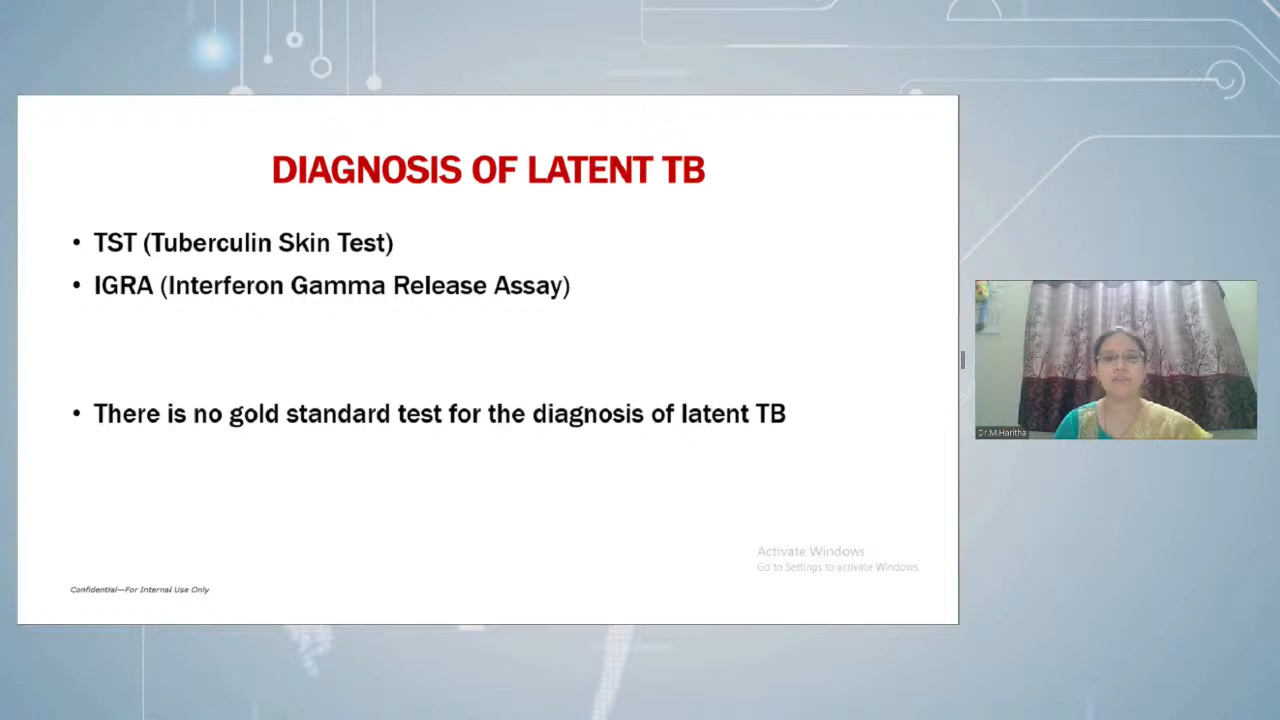 DIAGNOSIS OF LATENT TB
• TST (Tuberculin Skin Test)
• IGRA (Interferon Gamma Release Assay)
• There is no gold standard test for the diagnosis of latent TB
Activate Windows
Go to Settings to activate Windows.
Confidential—For Internal Use Only
Dr.M.Haritha